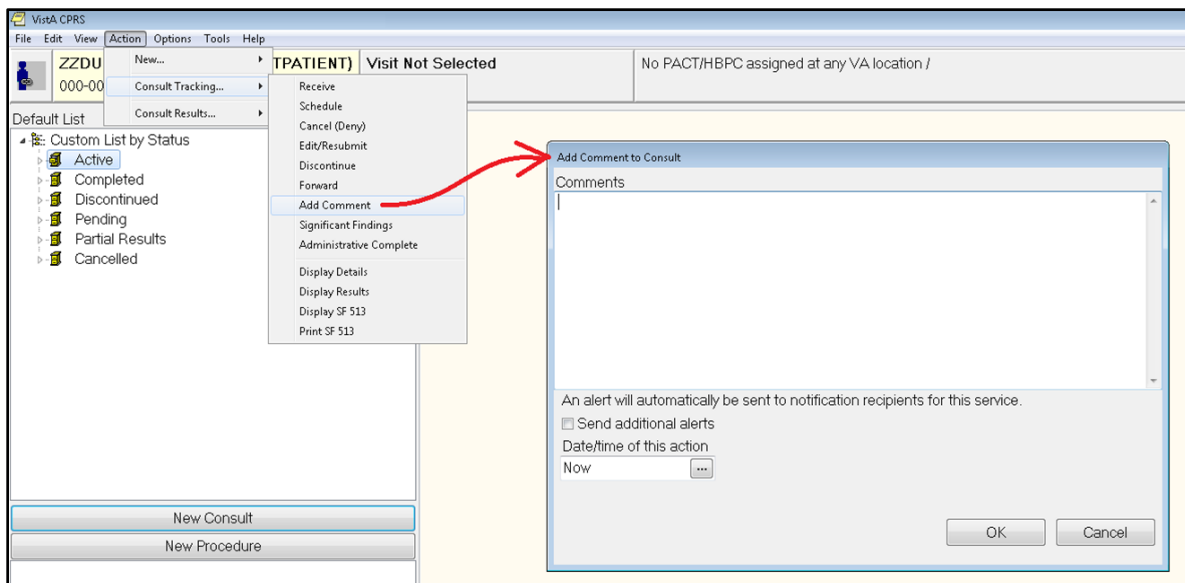 VistA CPRS
File Edit View Action Options Tools Help
ZZDU
000-00
TPATIENT)
Visit Not Selected
No PACT/HBPC assigned at any VA location /
New...
Consult Tracking...
Consult Results...
Receive
Schedule
Cancel (Deny)
Edit/Resubmit
Discontinue
Forward
Add Comment
Significant Findings
Administrative Complete
Display Details
Display Results
Display SF 513
Print SF 513
Default List
Custom List by Status
Active
Completed
Discontinued
Pending
Partial Results
Cancelled
New Consult
New Procedure
Add Comment to Consult
Comments
An alert will automatically be sent to notification recipients for this service.
Send additional alerts
Date/time of this action
Now
...
OK
Cancel